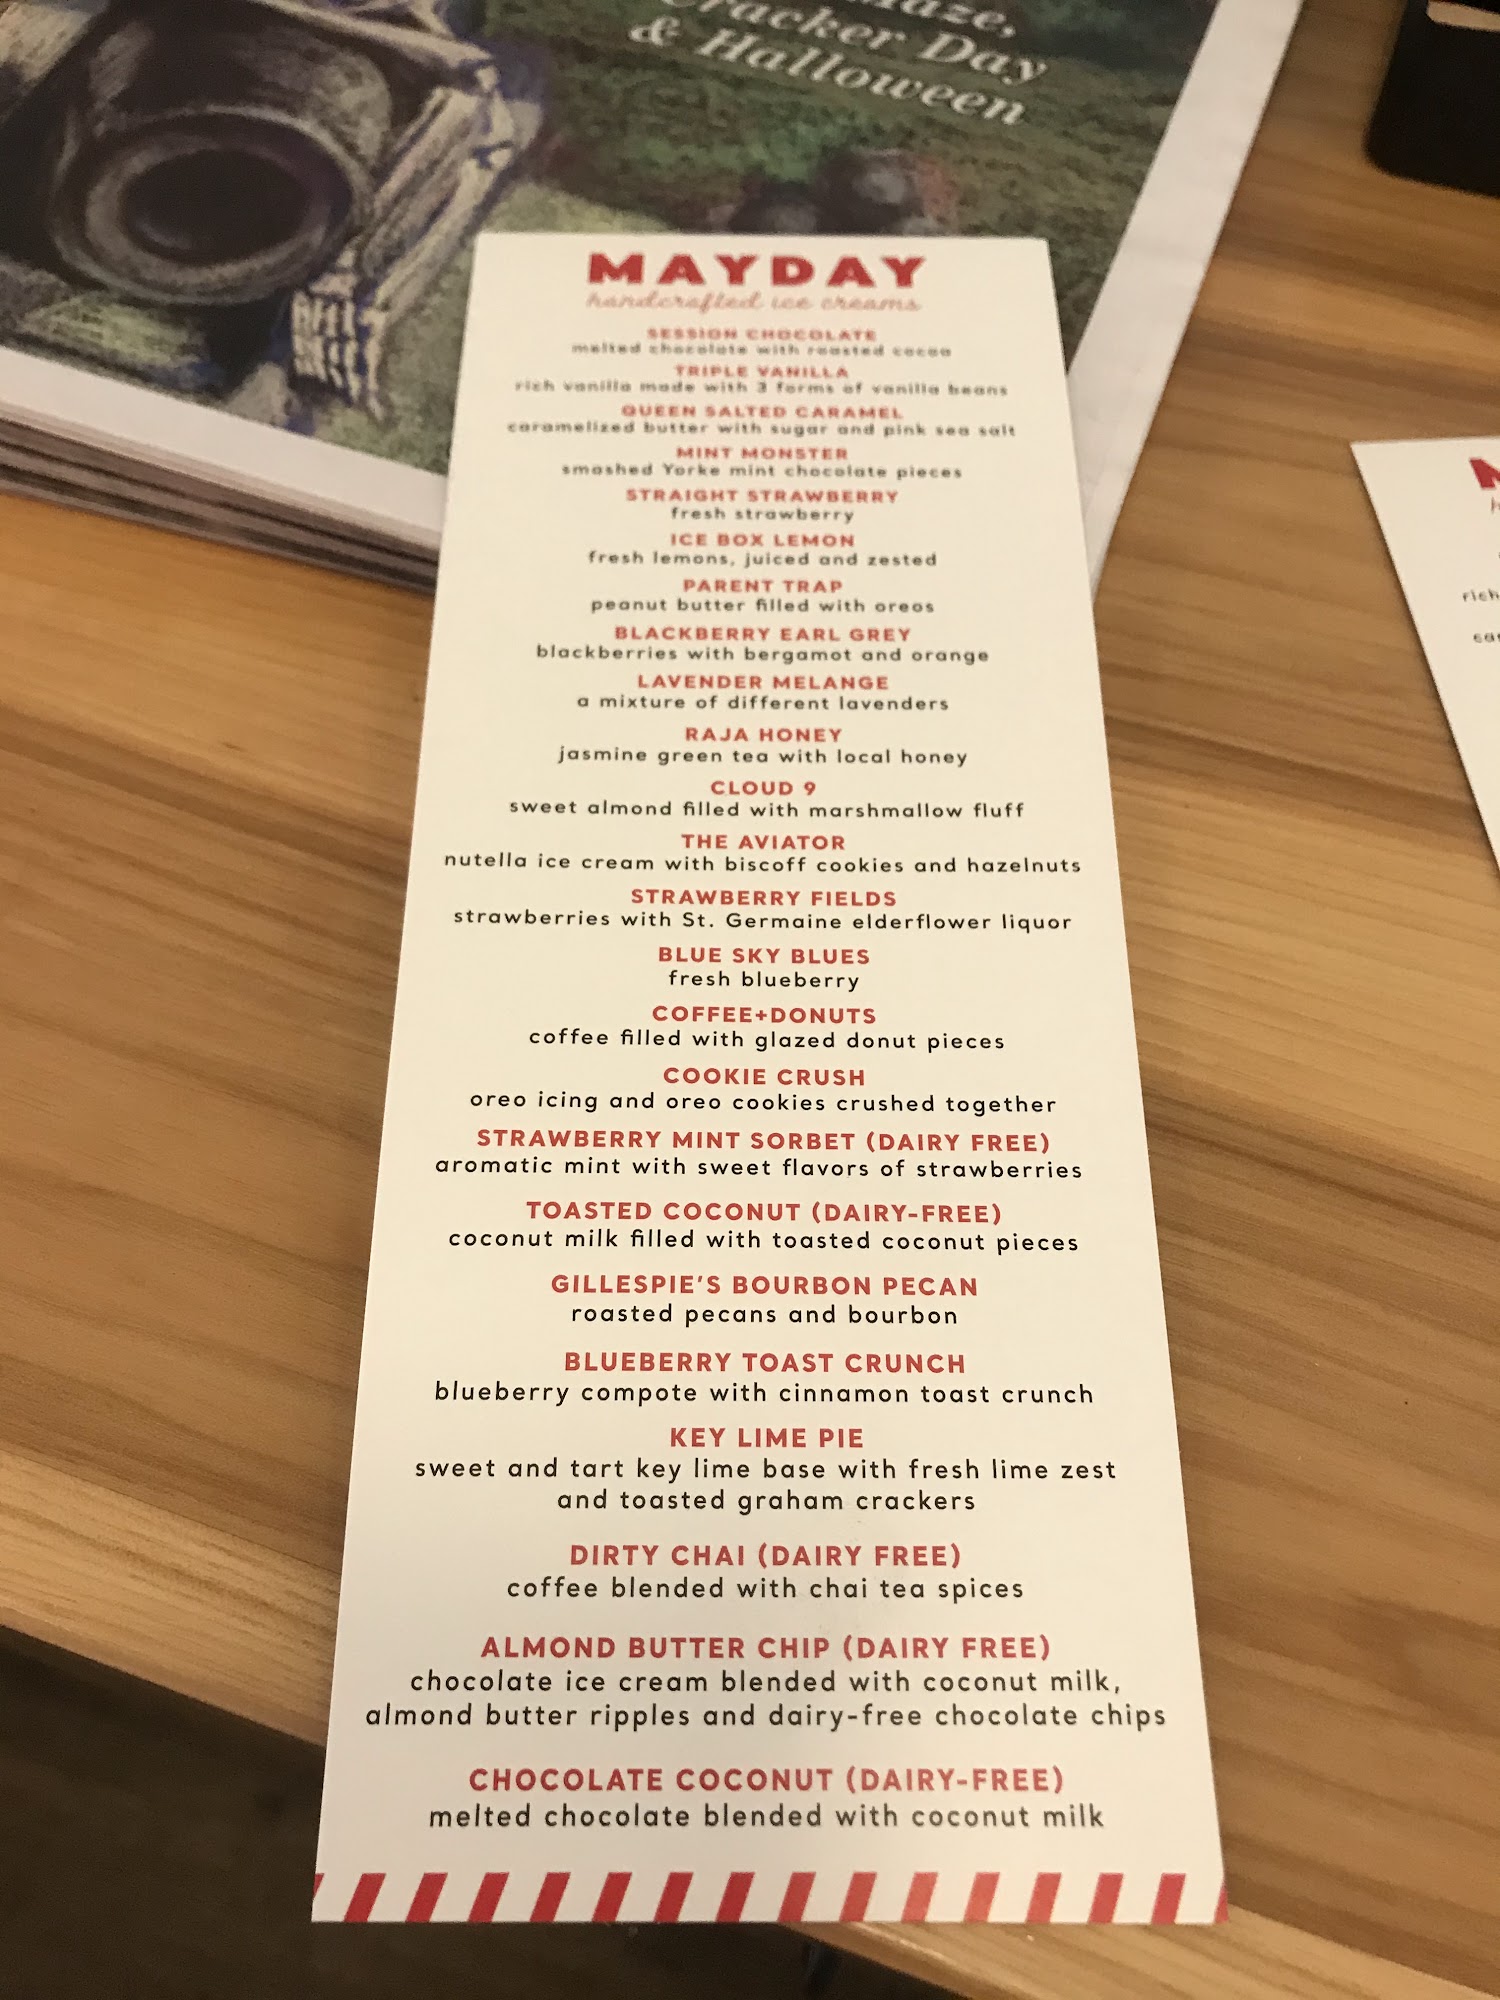 aze,
racker Day
& Halloween
MAYDAY
handcrafted ice creams
SESSION CHOCOLATE
melted chocolate with roasted cocoa
TRIPLE VANILLA
rich vanilla made with 3 forms of vanilla beans
QUEEN SALTED CARAMEL
caramelized butter with sugar and pink sea salt
MINT MONSTER
smashed Yorke mint chocolate pieces
STRAIGHT STRAWBERRY
fresh strawberry
ICE BOX LEMON
fresh lemons, juiced and zested
PARENT TRAP
peanut butter filled with oreos
BLACKBERRY EARL GREY
blackberries with bergamot and orange
LAVENDER MELANGE
a mixture of different lavenders
RAJA HONEY
jasmine green tea with local honey
CLOUD 9
sweet almond filled with marshmallow fluff
THE AVIATOR
nutella ice cream with biscoff cookies and hazelnuts
STRAWBERRY FIELDS
strawberries with St. Germaine elderflower liquor
BLUE SKY BLUES
fresh blueberry
COFFEE+DONUTS
coffee filled with glazed donut pieces
COOKIE CRUSH
oreo icing and oreo cookies crushed together
STRAWBERRY MINT SORBET (DAIRY FREE)
aromatic mint with sweet flavors of strawberries
TOASTED COCONUT (DAIRY-FREE)
coconut milk filled with toasted coconut pieces
GILLESPIE'S BOURBON PECAN
roasted pecans and bourbon
BLUEBERRY TOAST CRUNCH
blueberry compote with cinnamon toast crunch
KEY LIME PIE
sweet and tart key lime base with fresh lime zest
and toasted graham crackers
DIRTY CHAI (DAIRY FREE)
coffee blended with chai tea spices
ALMOND BUTTER CHIP (DAIRY FREE)
chocolate ice cream blended with coconut milk,
almond butter ripples and dairy-free chocolate chips
CHOCOLATE COCONUT (DAIRY-FREE)
melted chocolate blended with coconut milk
rich